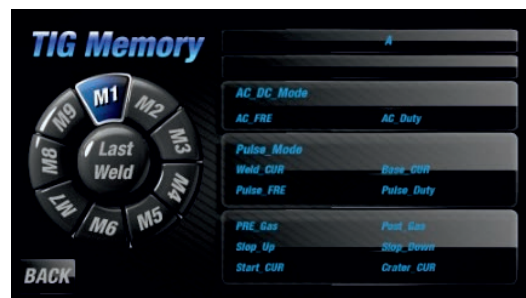 TIG Memory
A
M1
M2
M3
M4
M5
M6
M7
M8
M9
Last
Weld
AC_DC_Mode
AC_FRE AC_Duty
Pulse_Mode
Weld_CUR Base_CUR
Pulse_FRE Pulse_Duty
PRE_Gas Post_Gas
Slop_Up Slop_Down
Start_CUR Crater_CUR
BACK